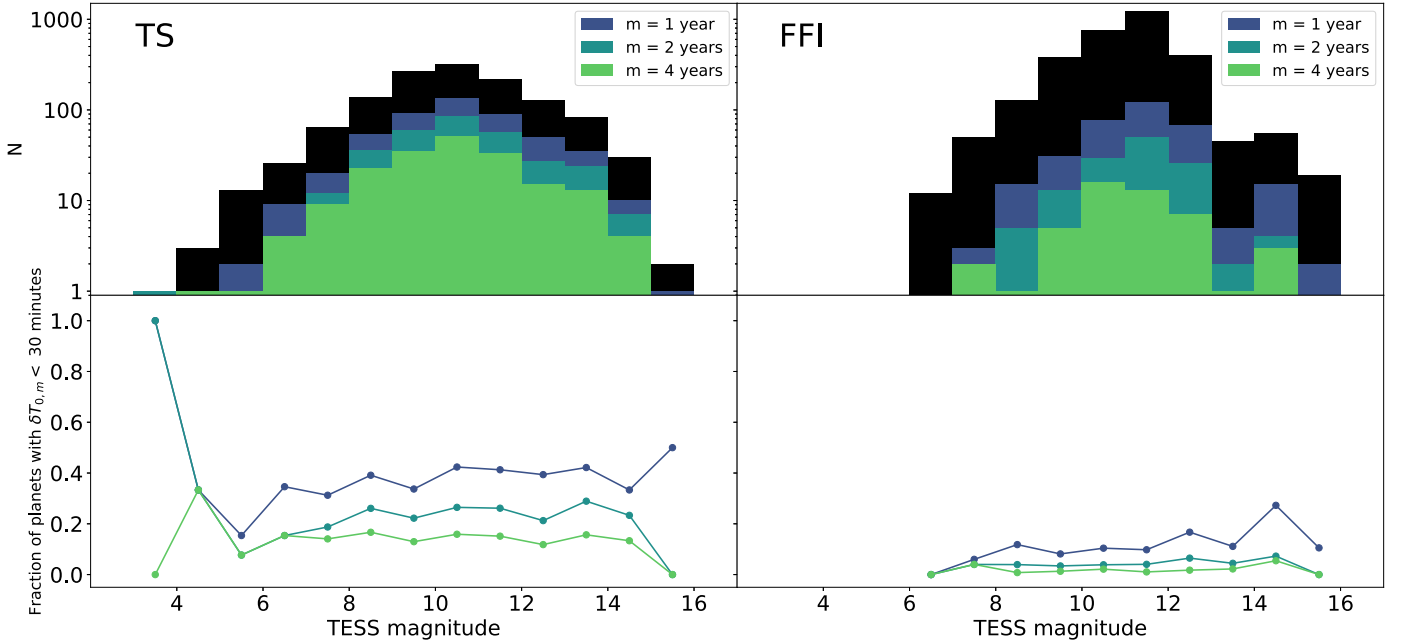 TS
m = 1 year
m = 2 years
m = 4 years
FFI
m = 1 year
m = 2 years
m = 4 years
1000
100
10
1
N
1.0
0.8
0.6
0.4
0.2
0.0
Fraction of planets with δT₀,ₘ < 30 minutes
4 6 8 10 12 14 16
TESS magnitude
4 6 8 10 12 14 16
TESS magnitude